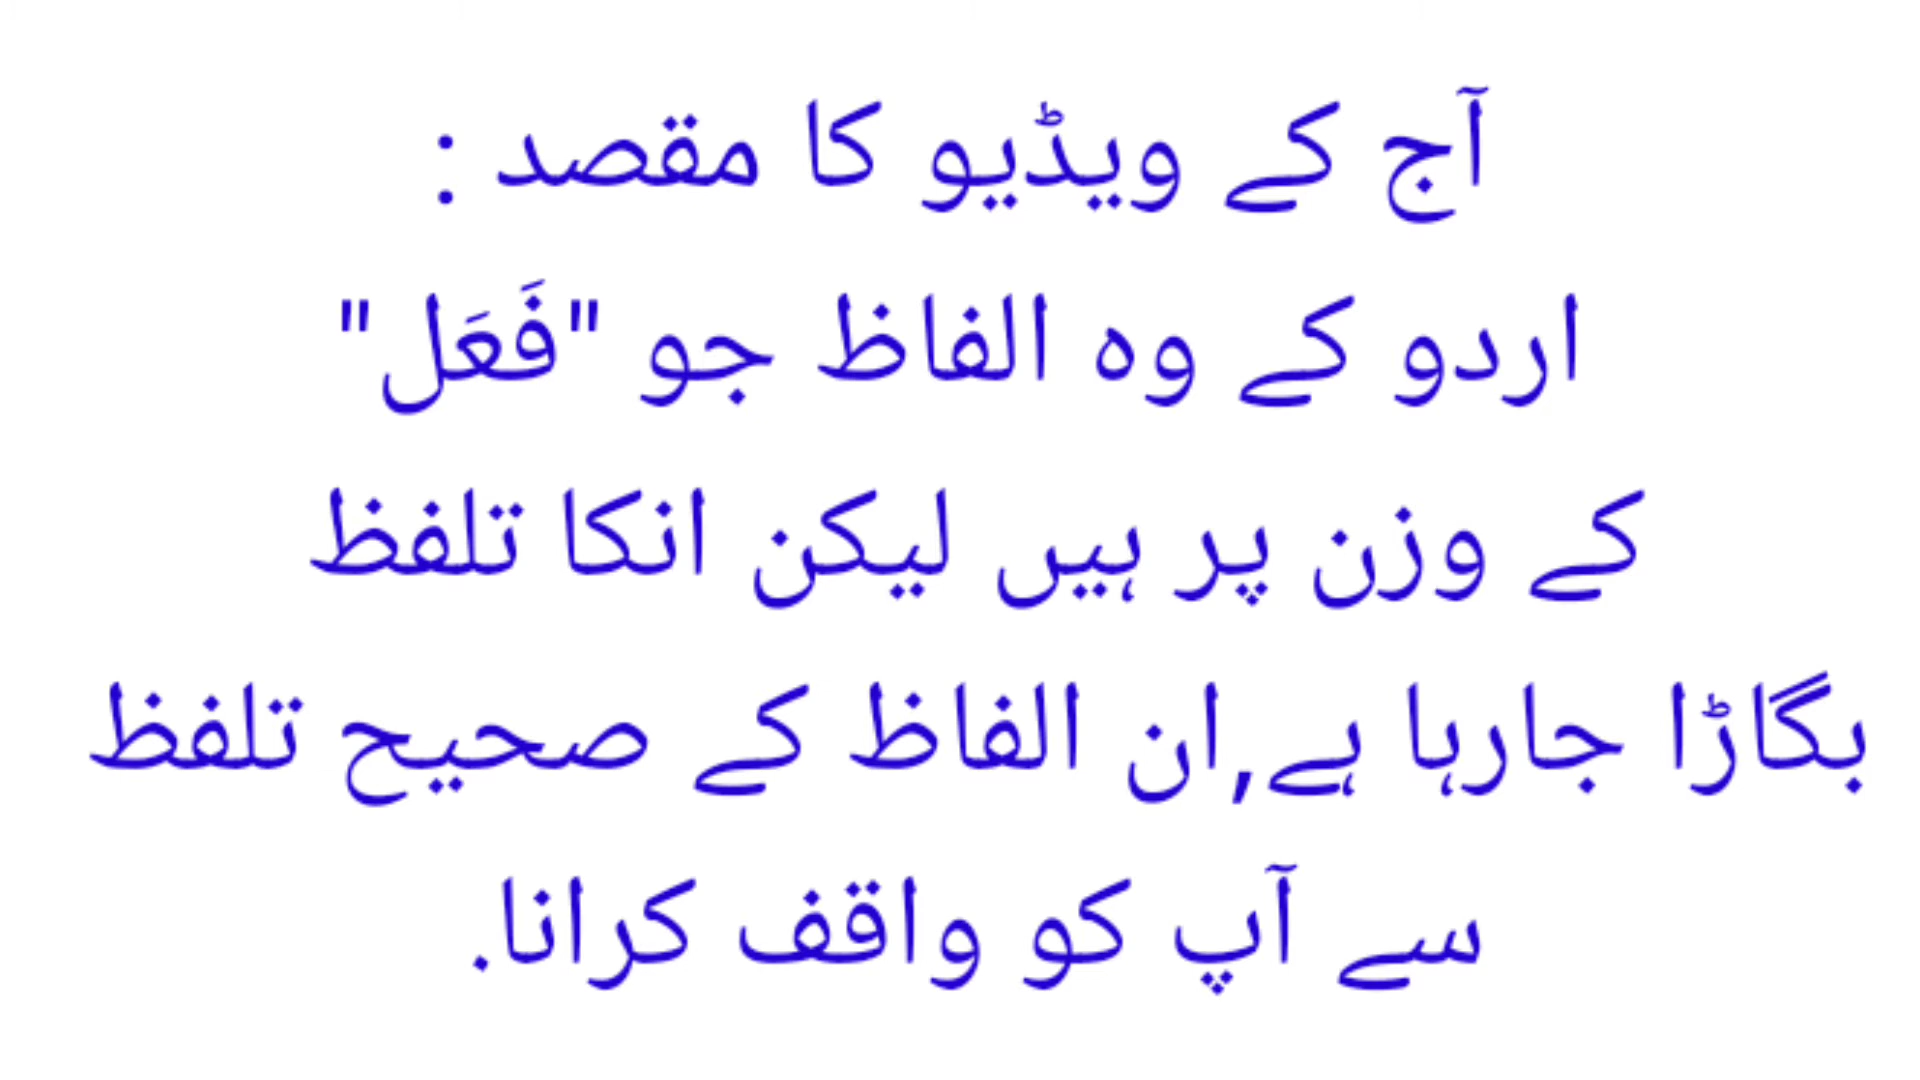 آج کے ویڈیو کا مقصد :
اردو کے وہ الفاظ جو "فَعَل"
کے وزن پر ہیں لیکن انکا تلفظ
بگاڑا جارہا ہے,ان الفاظ کے صحیح تلفظ
سے آپ کو واقف کرانا.